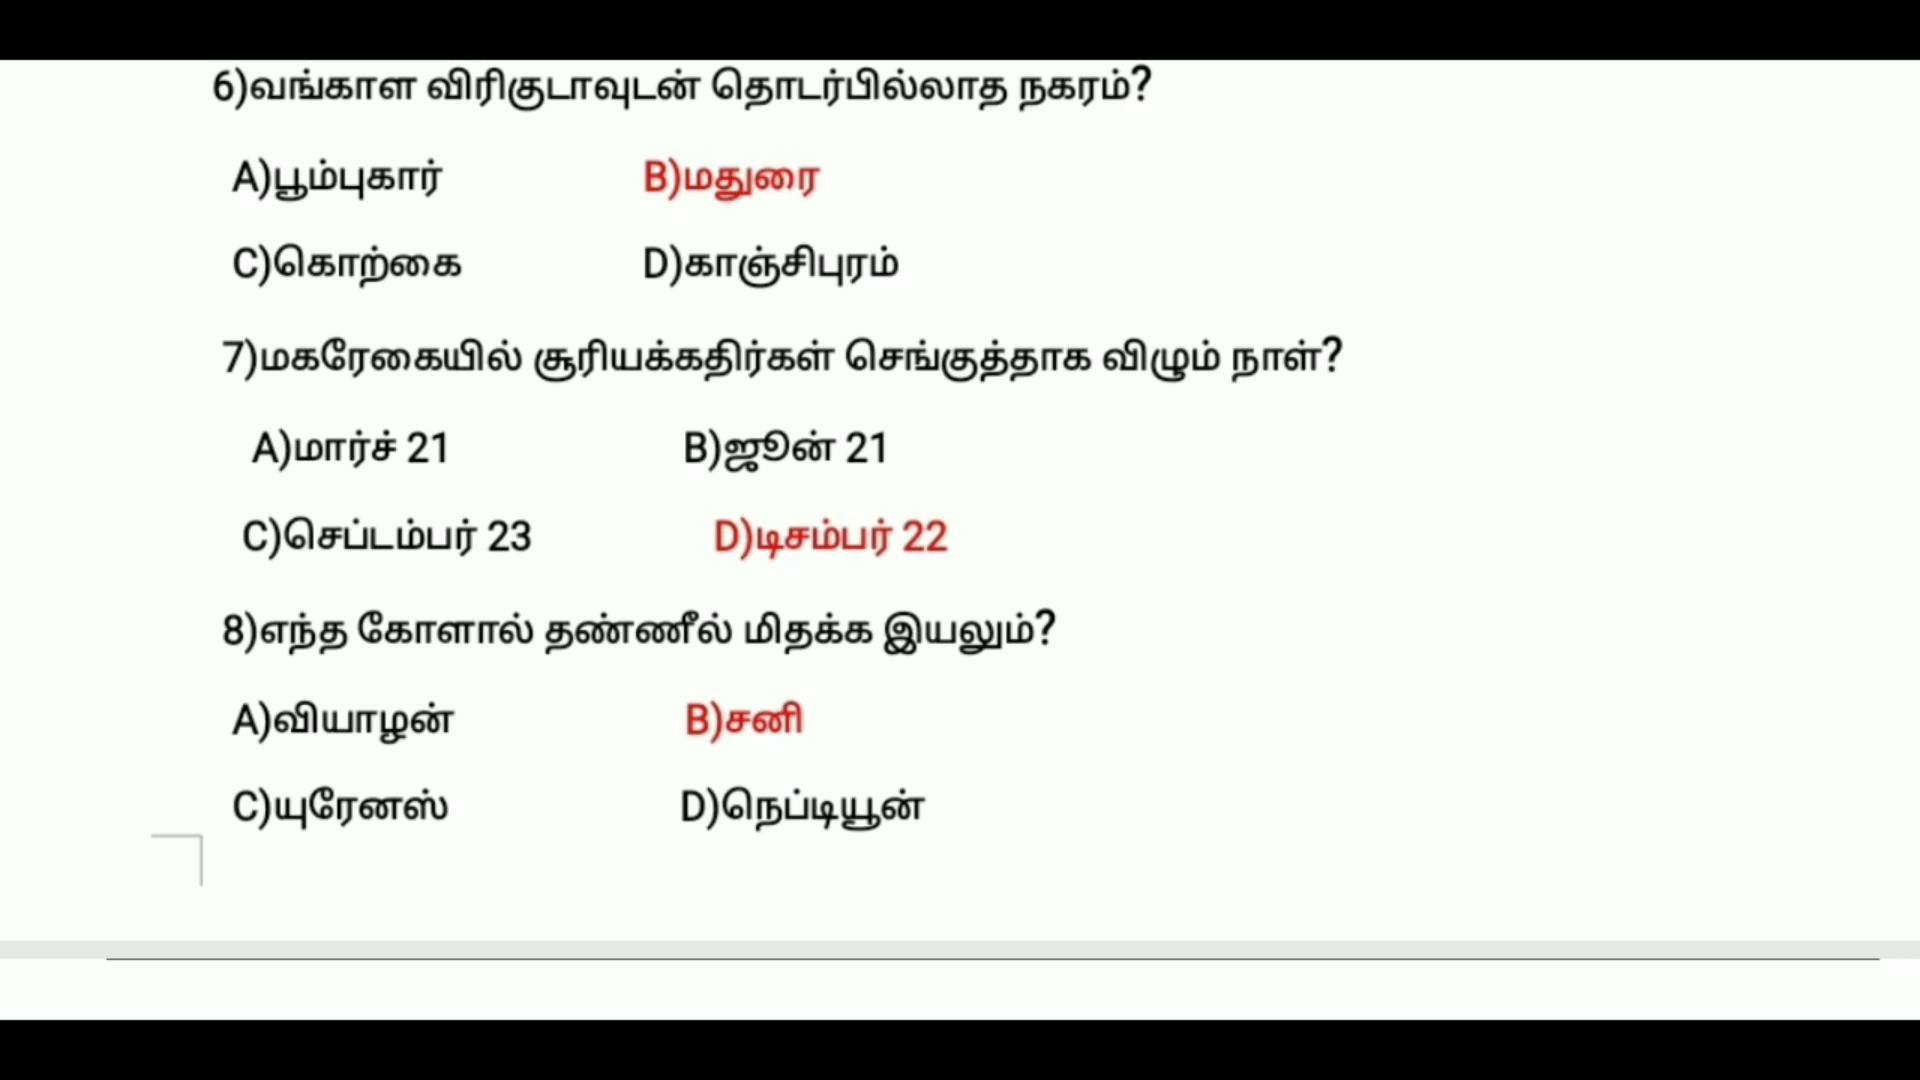 6)வங்காள விரிகுடாவுடன் தொடர்பில்லாத நகரம்?
A)பூம்புகார் B)மதுரை
C)கொற்கை D)காஞ்சிபுரம்
7)மகரேகையில் சூரியக்கதிர்கள் செங்குத்தாக விழும் நாள்?
A)மார்ச் 21 B)ஜூன் 21
C)செப்டம்பர் 23 D)டிசம்பர் 22
8)எந்த கோளால் தண்ணீல் மிதக்க இயலும்?
A)வியாழன் B)சனி
C)யுரேனஸ் D)நெப்டியூன்